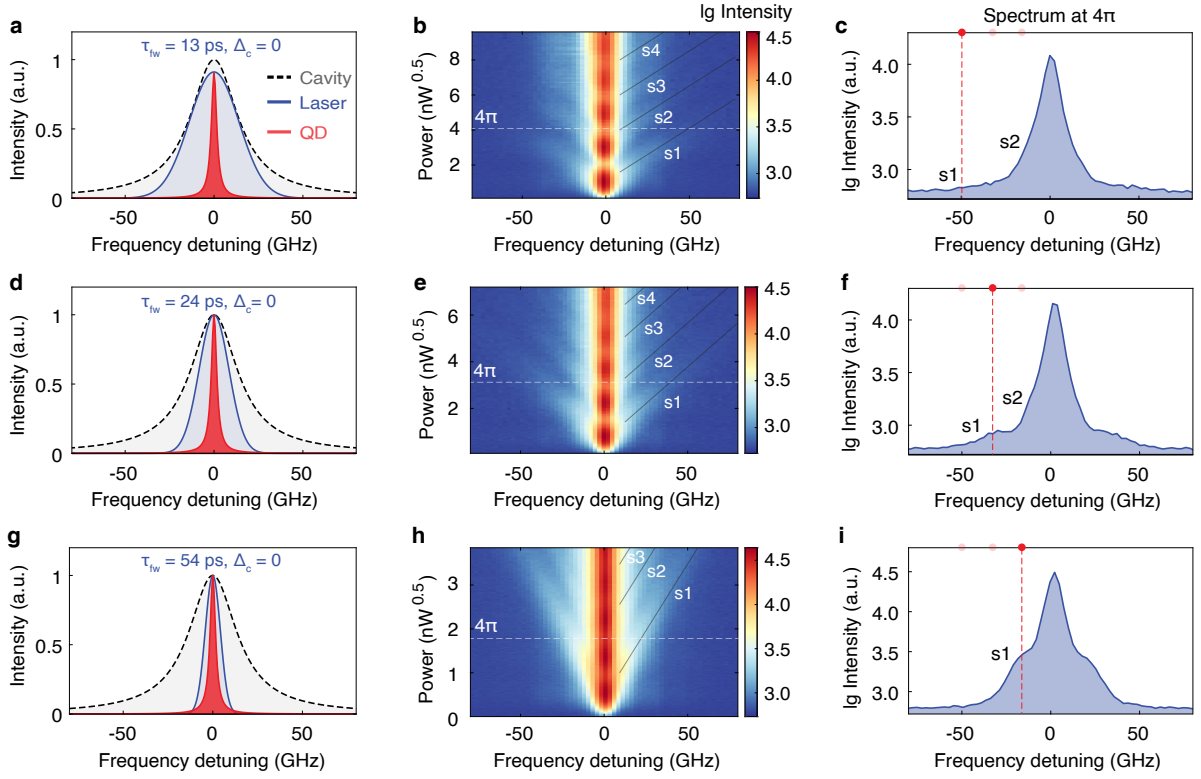 a
τfw = 13 ps, Δc = 0
Cavity
Laser
QD
Intensity (a.u.)
1
0.5
0
-50
0
50
Frequency detuning (GHz)
b
lg Intensity
s4
s3
s2
s1
4π
Power (nW^0.5)
8
6
4
2
-50
0
50
Frequency detuning (GHz)
4.5
4.0
3.5
3.0
c
Spectrum at 4π
s2
s1
lg Intensity (a.u.)
4.0
3.5
3.0
-50
0
50
Frequency detuning (GHz)
d
τfw = 24 ps, Δc = 0
Intensity (a.u.)
1
0.5
0
-50
0
50
Frequency detuning (GHz)
e
s4
s3
s2
s1
4π
Power (nW^0.5)
6
4
2
-50
0
50
Frequency detuning (GHz)
4.5
4.0
3.5
3.0
f
s2
s1
lg Intensity (a.u.)
4.0
3.5
3.0
-50
0
50
Frequency detuning (GHz)
g
τfw = 54 ps, Δc = 0
Intensity (a.u.)
1
0.5
0
-50
0
50
Frequency detuning (GHz)
h
s3
s2
s1
4π
Power (nW^0.5)
3
2
1
0
-50
0
50
Frequency detuning (GHz)
4.5
4.0
3.5
3.0
i
s1
lg Intensity (a.u.)
4.5
4.0
3.5
3.0
-50
0
50
Frequency detuning (GHz)